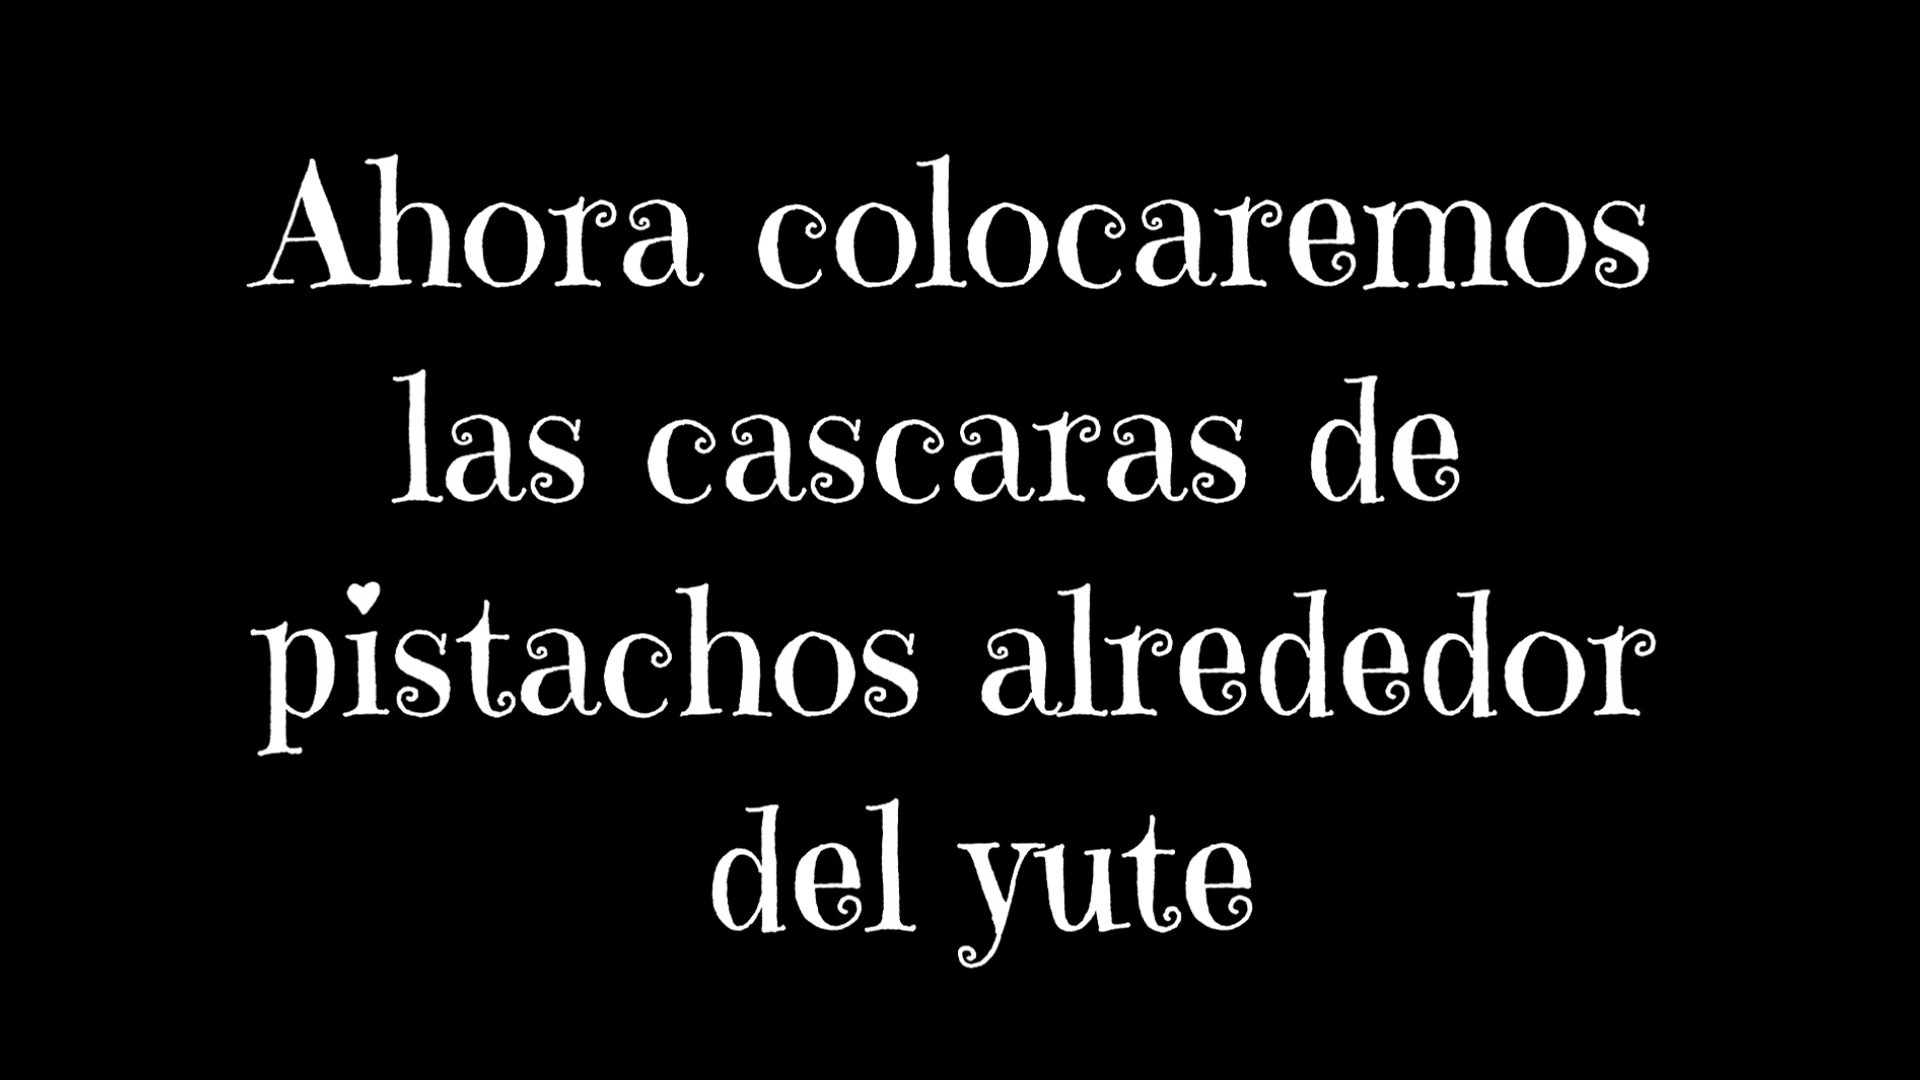 Ahora colocaremos
las cascaras de
pistachos alrededor
del yute